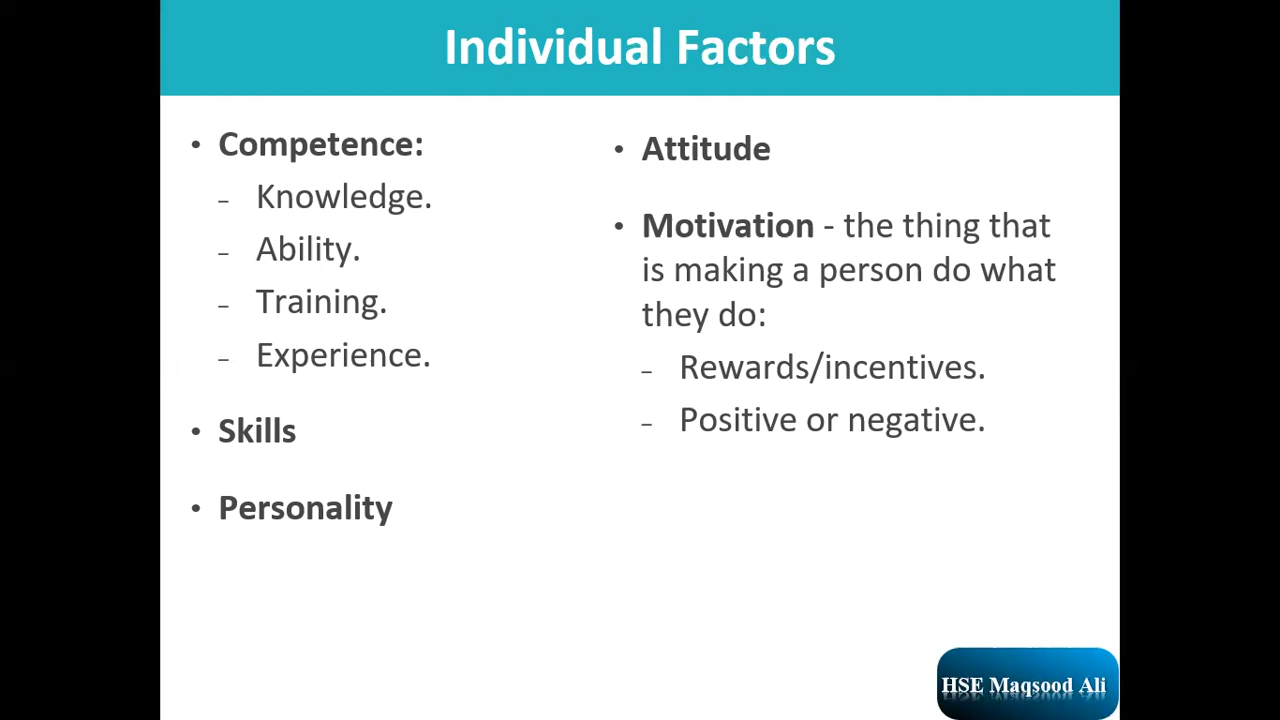 Individual Factors
• Competence:
– Knowledge.
– Ability.
– Training.
– Experience.
• Skills
• Personality
• Attitude
• Motivation - the thing that
is making a person do what
they do:
– Rewards/incentives.
– Positive or negative.
HSE Maqsood Ali